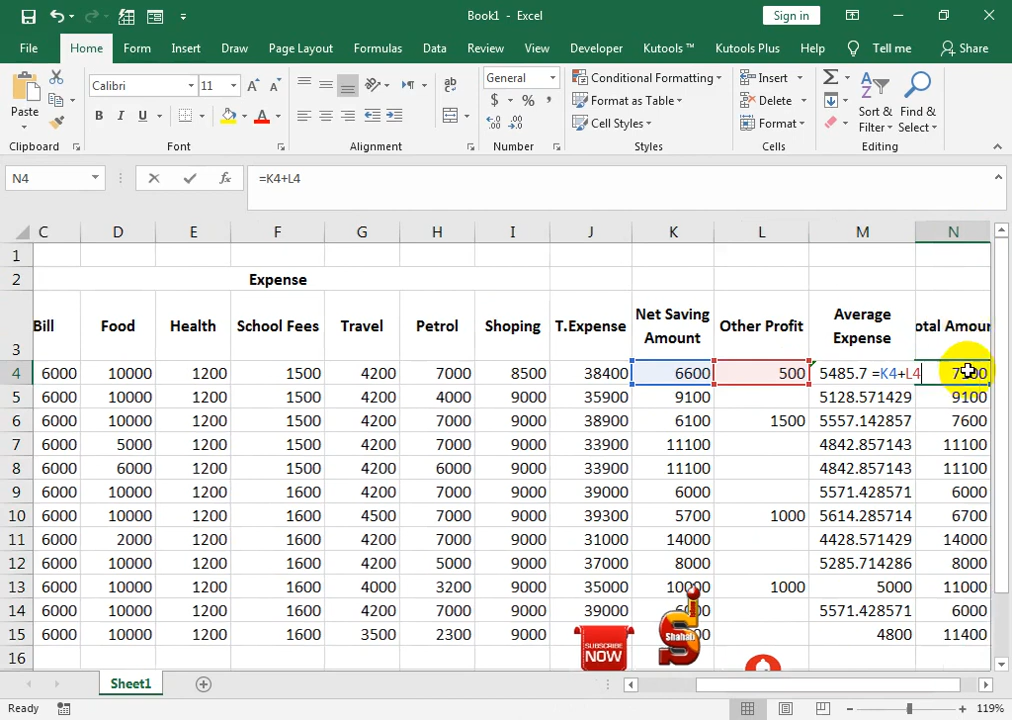 Book1 - Excel
Sign in
File Home Form Insert Draw Page Layout Formulas Data Review View Developer Kutools ™ Kutools Plus Help Tell me Share
Paste
Calibri 11
B I U
General
$ % ,
Conditional Formatting
Format as Table
Cell Styles
Insert
Delete
Format
Sort & Filter
Find & Select
Clipboard Font Alignment Number Styles Cells Editing
N4 fx =K4+L4
C D E F G H I J K L M N
1
2 Expense
3 Bill Food Health School Fees Travel Petrol Shoping T.Expense Net Saving Amount Other Profit Average Expense otal Amour
4 6000 10000 1200 1500 4200 7000 8500 38400 6600 500 5485.7 =K4+L4
5 6000 10000 1200 1500 4200 4000 9000 35900 9100 5128.571429 9100
6 6000 10000 1200 1500 4200 7000 9000 38900 6100 1500 5557.142857 7600
7 6000 5000 1200 1500 4200 7000 9000 33900 11100 4842.857143 11100
8 6000 6000 1200 1500 4200 6000 9000 33900 11100 4842.857143 11100
9 6000 10000 1200 1600 4200 7000 9000 39000 6000 5571.428571 6000
10 6000 10000 1200 1600 4500 7000 9000 39300 5700 1000 5614.285714 6700
11 6000 2000 1200 1600 4200 7000 9000 31000 14000 4428.571429 14000
12 6000 10000 1200 1600 4200 5000 9000 37000 8000 5285.714286 8000
13 6000 10000 1200 1600 4000 3200 9000 35000 10000 1000 5000 11000
14 6000 10000 1200 1600 4200 7000 9000 39000 5571.428571 6000
15 6000 10000 1200 1600 3500 2300 9000 4800 11400
16
SUBSCRIBE NOW
Shahab
Sheet1
Ready
119%